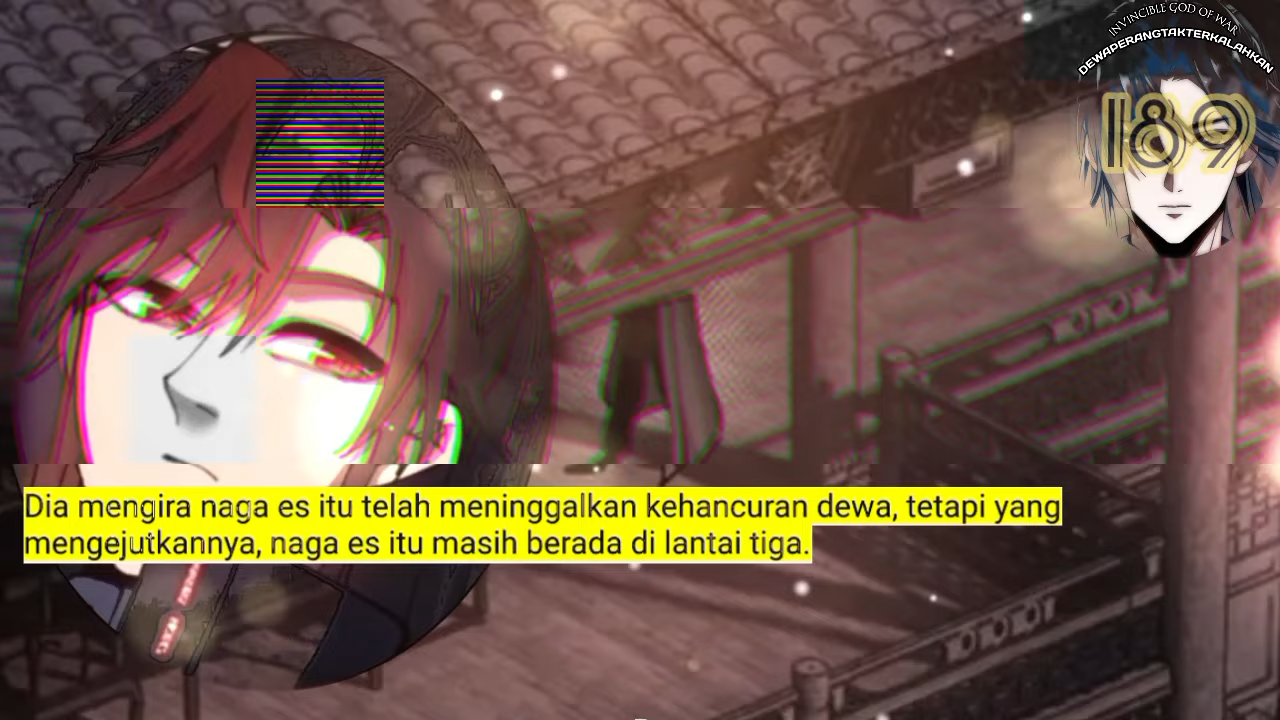 INVINCIBLE GOD OF WAR
DEWAPERANGTAKTERKALAHKAN
189
Dia mengira naga es itu telah meninggalkan kehancuran dewa, tetapi yang
mengejutkannya, naga es itu masih berada di lantai tiga.